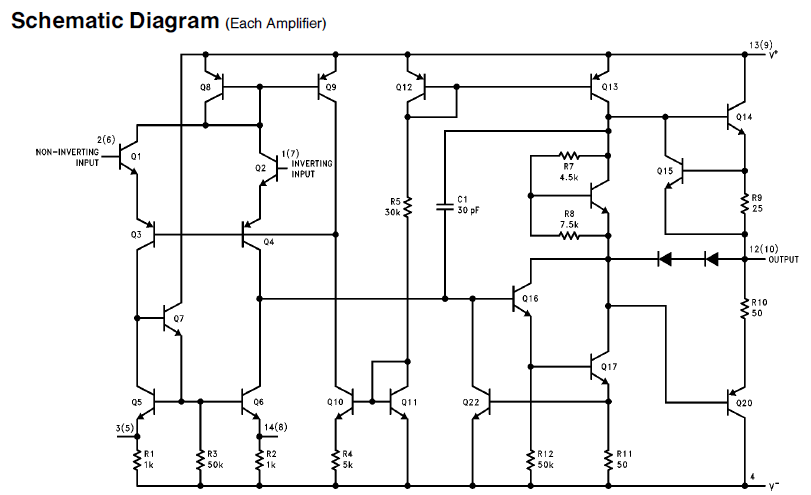 Schematic Diagram (Each Amplifier)
13(9)
V+
Q8
Q9
Q12
Q13
Q14
2(6)
NON-INVERTING
INPUT
Q1
1(7)
Q2
INVERTING
INPUT
R7
4.5k
Q15
R5
30k
C1
30 pF
R9
25
R8
7.5k
Q3
Q4
12(10)
OUTPUT
Q16
R10
50
Q7
Q17
Q5
Q6
Q10
Q11
Q22
Q20
3(5)
14(8)
R1
1k
R3
50k
R2
1k
R4
5k
R12
50k
R11
50
4
V-